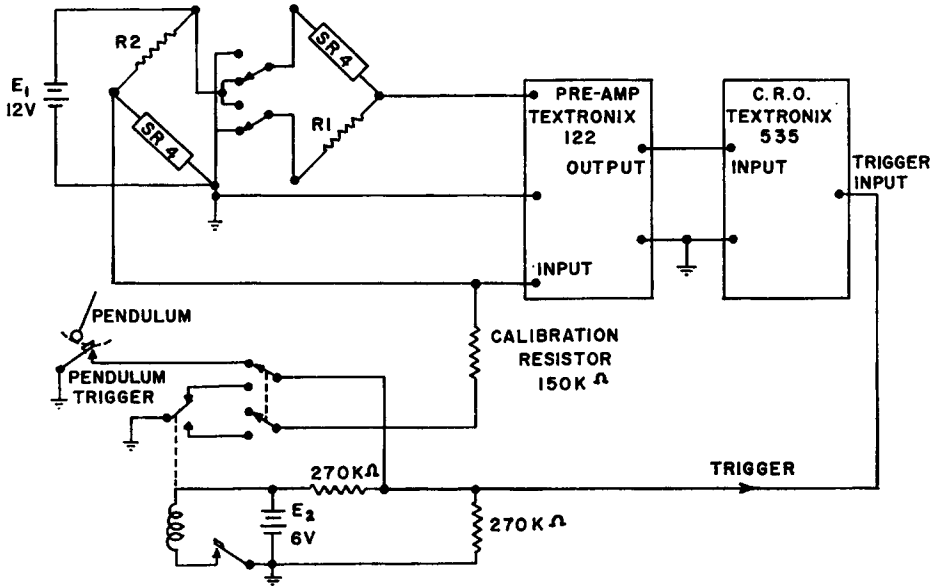 R2
SR 4
E1
12V
SR 4
R1
PRE-AMP
TEXTRONIX
122
OUTPUT
INPUT
C.R.O.
TEXTRONIX
535
INPUT
TRIGGER
INPUT
PENDULUM
PENDULUM
TRIGGER
CALIBRATION
RESISTOR
150K Ω
270KΩ
TRIGGER
E2
6V
270KΩ